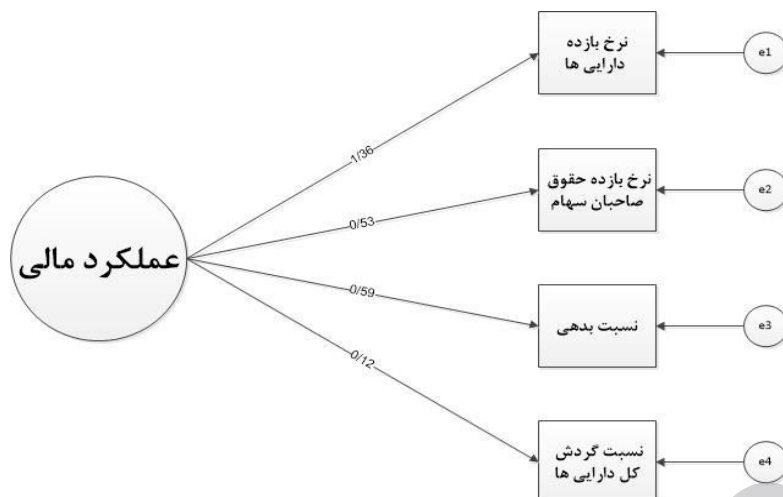 نرخ بازده
دارایی ها
e1
1/36
نرخ بازده حقوق
صاحبان سهام
e2
0/53
عملکرد مالی
0/59
نسبت بدهی
e3
0/12
نسبت گردش
کل دارایی ها
e4